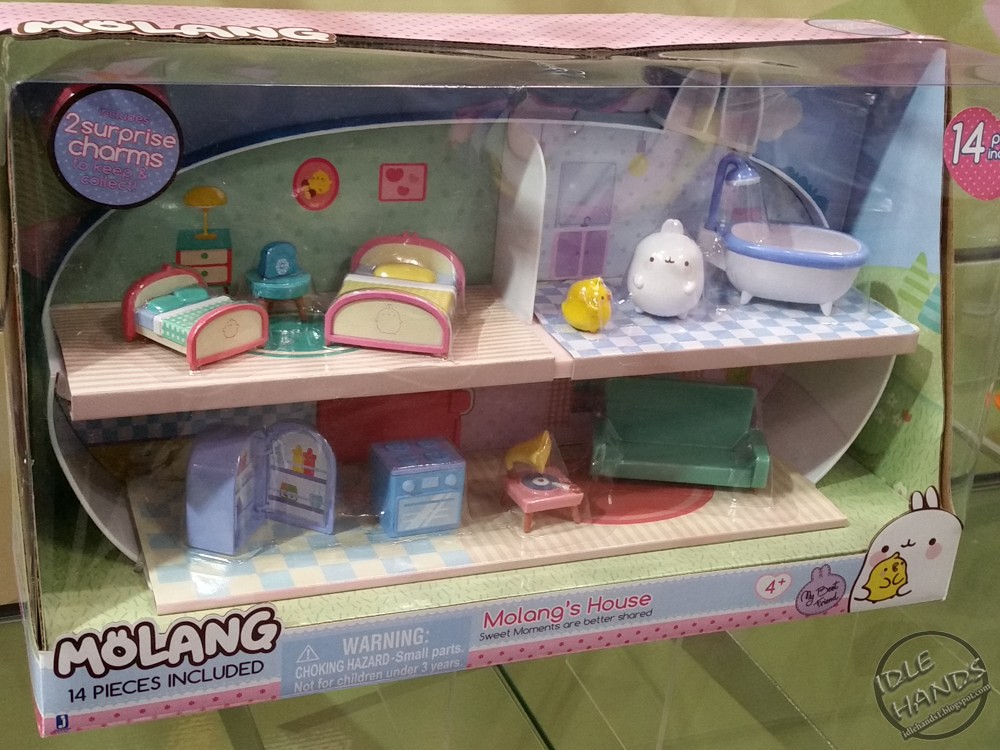 MOLANG
includes
2 surprise
charms
to keep &
collect!
14
MOLANG
14 PIECES INCLUDED
WARNING:
CHOKING HAZARD-Small parts.
Not for children under 3 years.
Molang's House
Sweet Moments are better shared
4+
My Best
Friend
IDLE
HANDS
idlehands1.blogspot.com